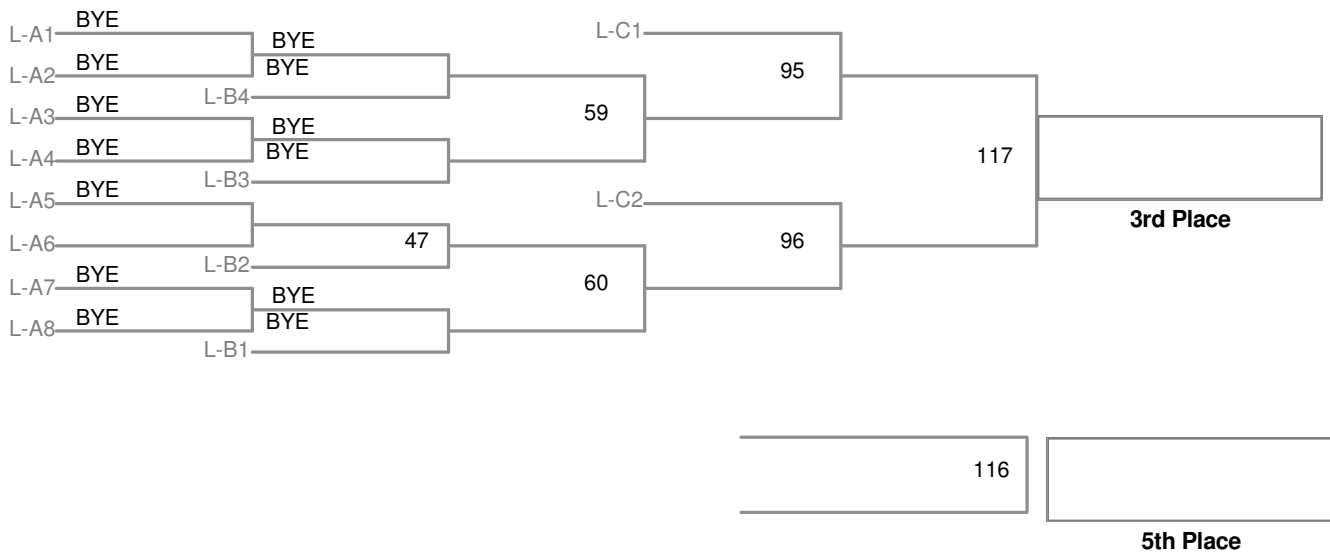 L-A1 BYE
BYE
L-C1
L-A2 BYE
BYE
95
L-B4
L-A3 BYE
59
BYE
L-A4 BYE
BYE
117
L-B3
L-A5 BYE
L-C2
3rd Place
L-A6
47
96
L-B2
L-A7
BYE
60
BYE
L-A8 BYE
BYE
L-B1
116
5th Place